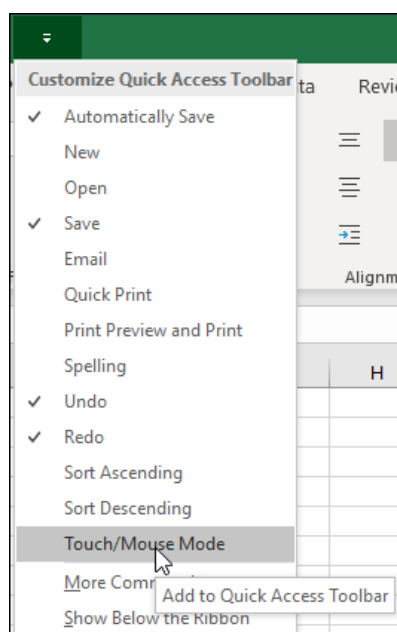 Customize Quick Access Toolbar
ta
Revi
Automatically Save
New
Open
Save
Email
Alignm
Quick Print
Print Preview and Print
Spelling
H
Undo
Redo
Sort Ascending
Sort Descending
Touch/Mouse Mode
More Comm
Add to Quick Access Toolbar
Show Below the Ribbon